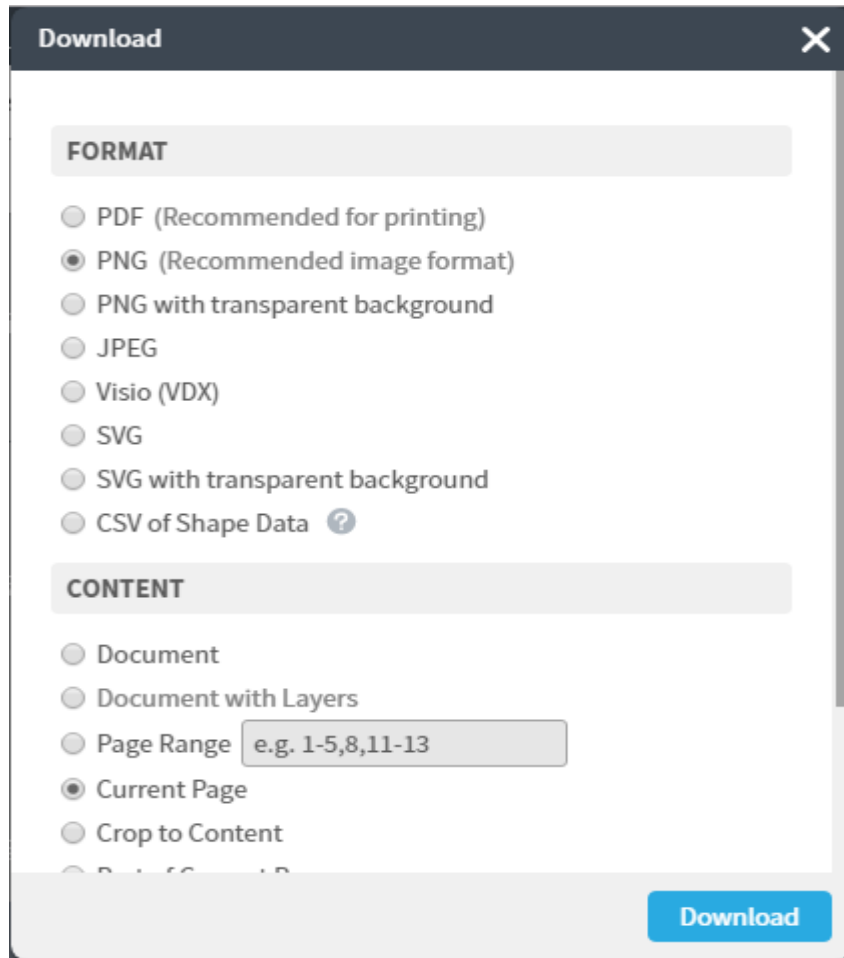 Download
FORMAT
PDF (Recommended for printing)
PNG (Recommended image format)
PNG with transparent background
JPEG
Visio (VDX)
SVG
SVG with transparent background
CSV of Shape Data ?
CONTENT
Document
Document with Layers
Page Range e.g. 1-5,8,11-13
Current Page
Crop to Content
Download